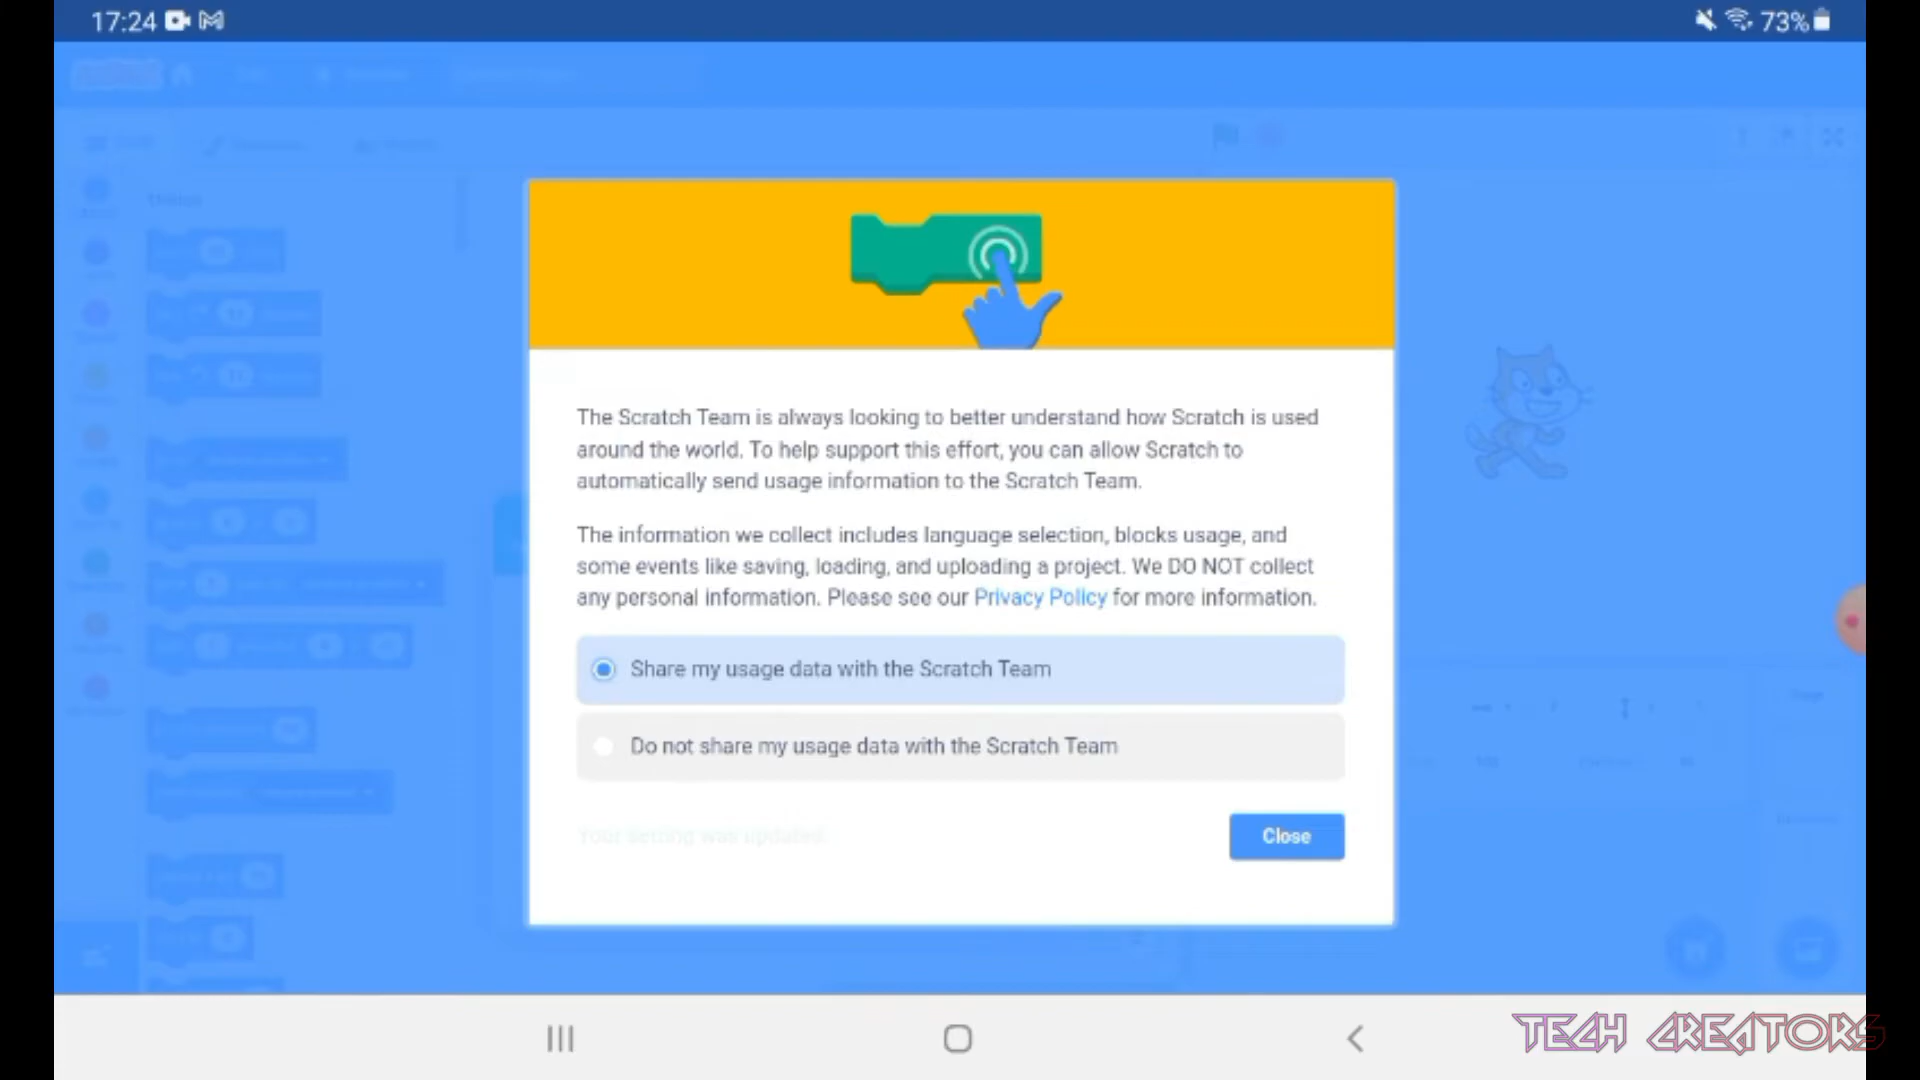 17:24
73%
The Scratch Team is always looking to better understand how Scratch is used
around the world. To help support this effort, you can allow Scratch to
automatically send usage information to the Scratch Team.
The information we collect includes language selection, blocks usage, and
some events like saving, loading, and uploading a project. We DO NOT collect
any personal information. Please see our Privacy Policy for more information.
Share my usage data with the Scratch Team
Do not share my usage data with the Scratch Team
Your setting was updated.
Close
TECH CREATORS